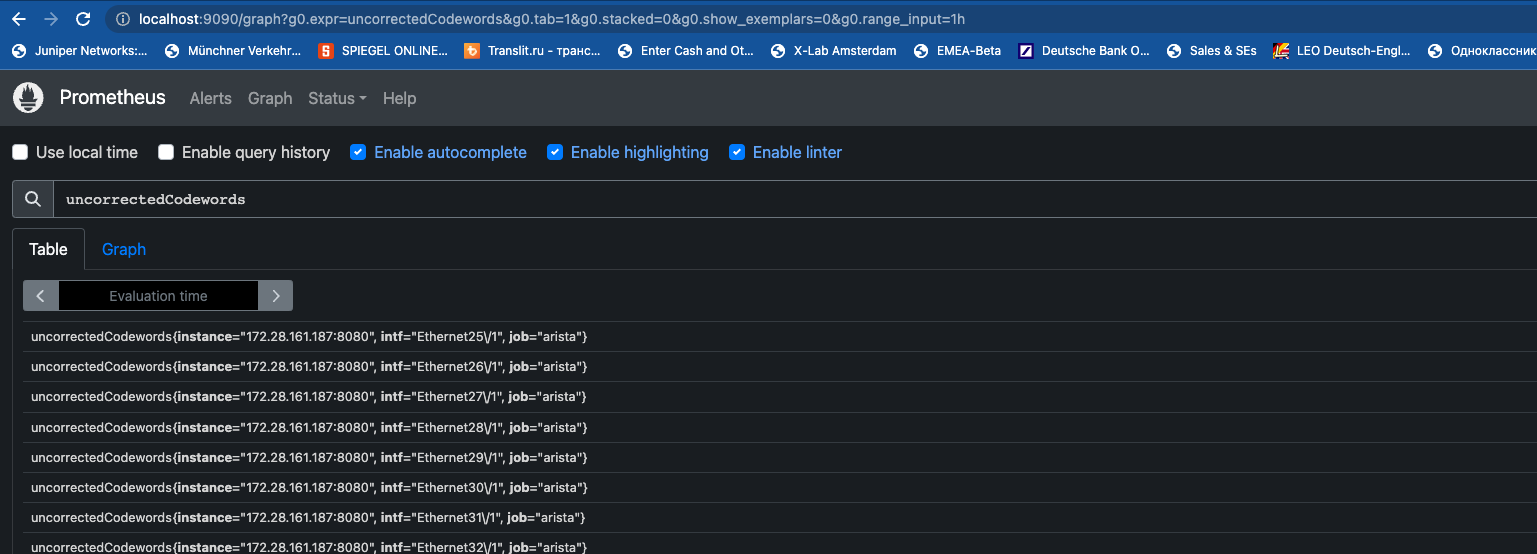 localhost:9090/graph?g0.expr=uncorrectedCodewords&g0.tab=1&g0.stacked=0&g0.show_exemplars=0&g0.range_input=1h
Juniper Networks:... Münchner Verkehr... SPIEGEL ONLINE... Translit.ru - транс... Enter Cash and Ot... X-Lab Amsterdam EMEA-Beta Deutsche Bank O... Sales & SEs LEO Deutsch-Engl... Одноклассник
Prometheus Alerts Graph Status Help
Use local time Enable query history Enable autocomplete Enable highlighting Enable linter
uncorrectedCodewords
Table Graph
Evaluation time
uncorrectedCodewords{instance="172.28.161.187:8080", intf="Ethernet25\/1", job="arista"}
uncorrectedCodewords{instance="172.28.161.187:8080", intf="Ethernet26\/1", job="arista"}
uncorrectedCodewords{instance="172.28.161.187:8080", intf="Ethernet27\/1", job="arista"}
uncorrectedCodewords{instance="172.28.161.187:8080", intf="Ethernet28\/1", job="arista"}
uncorrectedCodewords{instance="172.28.161.187:8080", intf="Ethernet29\/1", job="arista"}
uncorrectedCodewords{instance="172.28.161.187:8080", intf="Ethernet30\/1", job="arista"}
uncorrectedCodewords{instance="172.28.161.187:8080", intf="Ethernet31\/1", job="arista"}
uncorrectedCodewords{instance="172.28.161.187:8080", intf="Ethernet32\/1", job="arista"}